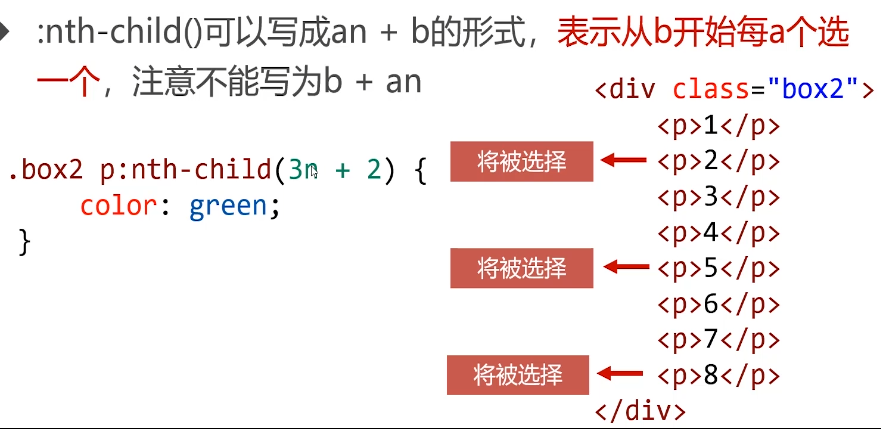 :nth-child()可以写成an + b的形式，表示从b开始每a个选
一个，注意不能写为b + an
.box2 p:nth-child(3n + 2) {
color: green;
}
<div class="box2">
<p>1</p>
将被选择
<p>2</p>
<p>3</p>
<p>4</p>
将被选择
<p>5</p>
<p>6</p>
<p>7</p>
将被选择
<p>8</p>
</div>